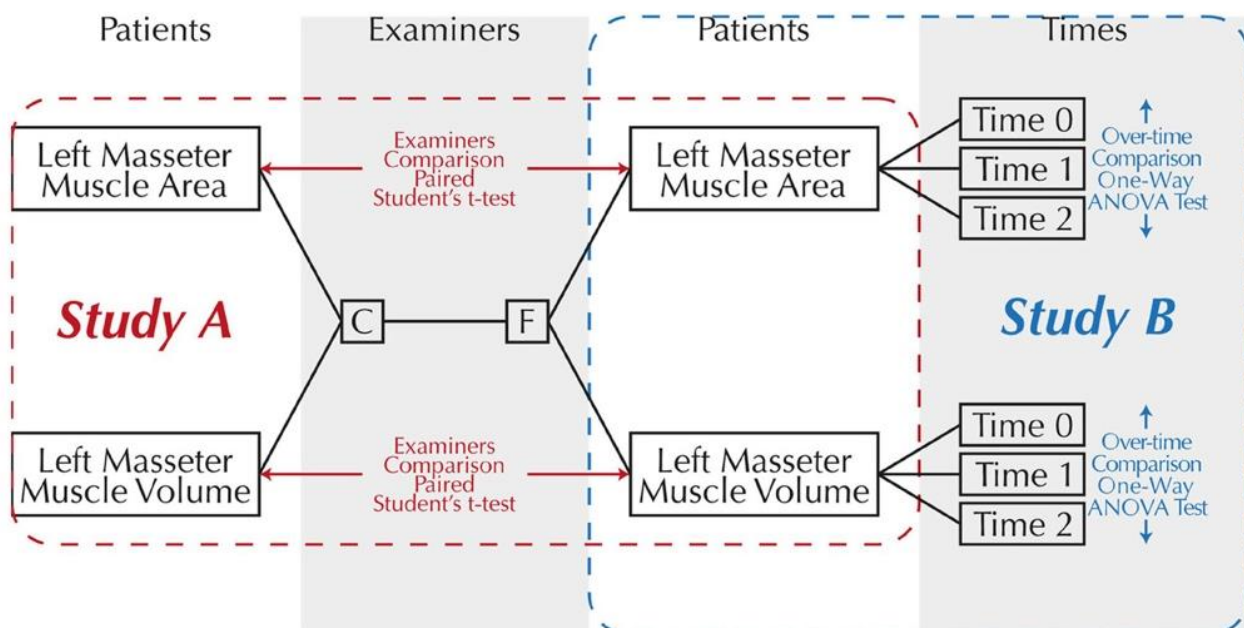 Patients
Examiners
Patients
Times
Left Masseter
Muscle Area
Examiners
Comparison
Paired
Student's t-test
Left Masseter
Muscle Area
Time 0
Time 1
Time 2
Over-time
Comparison
One-Way
ANOVA Test
Study A
C
F
Study B
Left Masseter
Muscle Volume
Examiners
Comparison
Paired
Student's t-test
Left Masseter
Muscle Volume
Time 0
Time 1
Time 2
Over-time
Comparison
One-Way
ANOVA Test